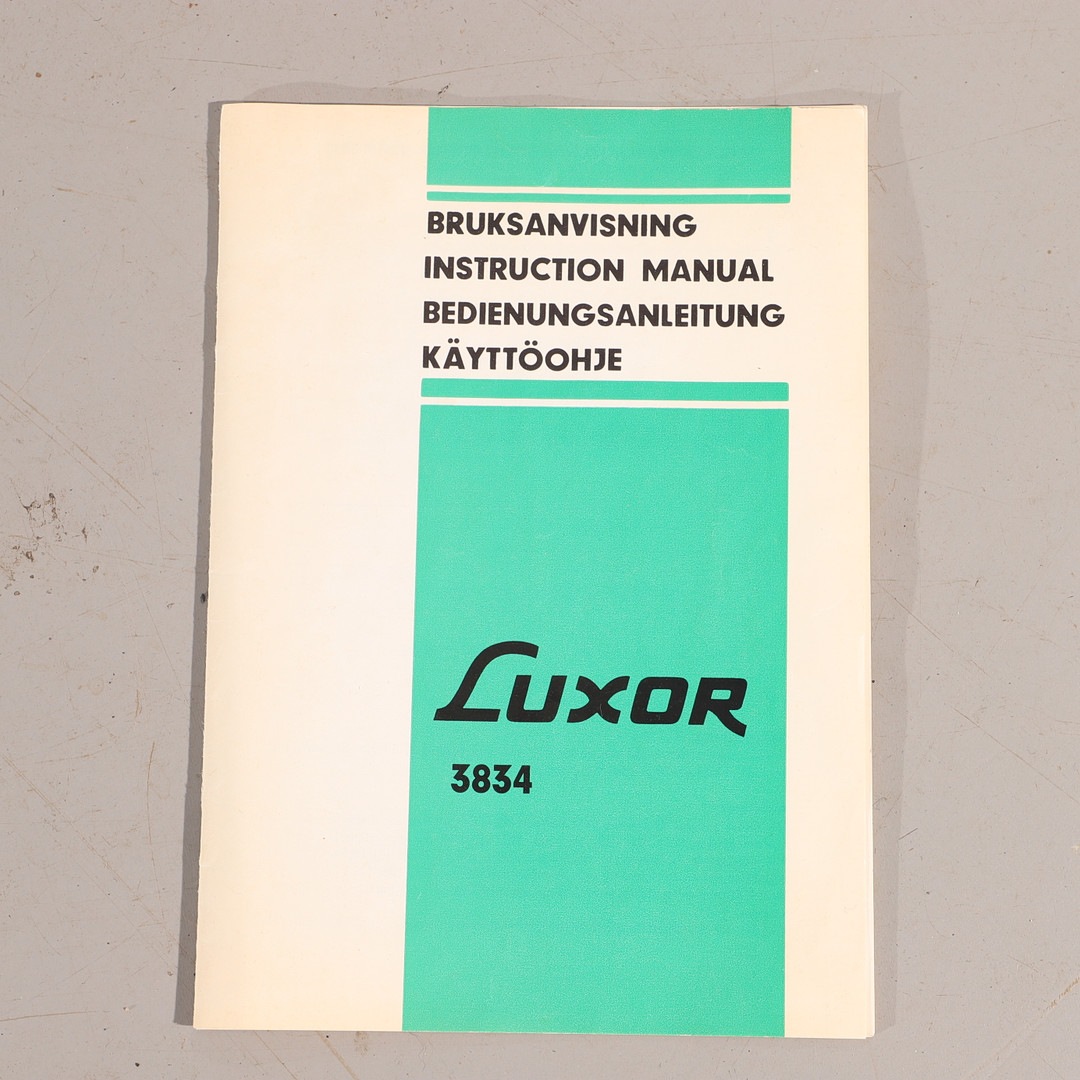 BRUKSANVISNING
INSTRUCTION MANUAL
BEDIENUNGSANLEITUNG
KÄYTTÖOHJE
LUXOR
3834